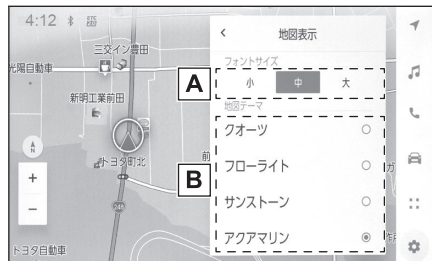 4:12
三交イン豊田
光陽自動車
新明工業前田
トヨタ町北
248
トヨタ自動車
N
+
−
前
地図表示
フォントサイズ
A
小 中 大
地図テーマ
B
クオーツ
フローライト
サンストーン
アクアマリン
ガ